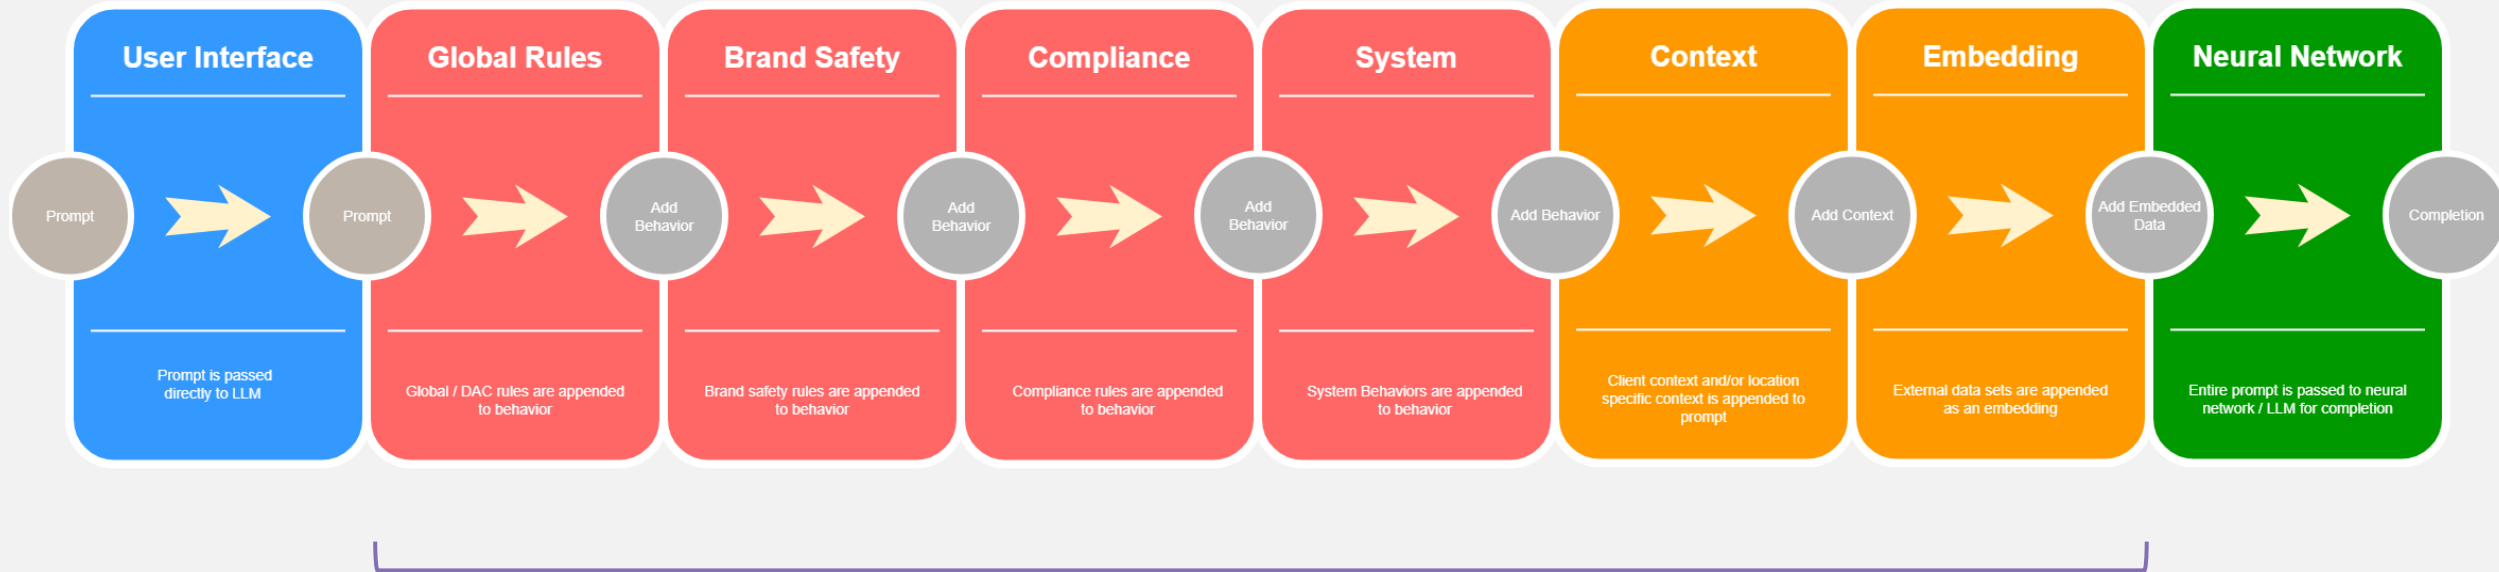 User Interface
Global Rules
Brand Safety
Compliance
System
Context
Embedding
Neural Network
Prompt
Prompt
Add
Behavior
Add
Behavior
Add
Behavior
Add Behavior
Add Context
Add Embedded
Data
Completion
Prompt is passed
directly to LLM
Global / DAC rules are appended
to behavior
Brand safety rules are appended
to behavior
Compliance rules are appended
to behavior
System Behaviors are appended
to behavior
Client context and/or location
specific context is appended to
prompt
External data sets are appended
as an embedding
Entire prompt is passed to neural
network / LLM for completion